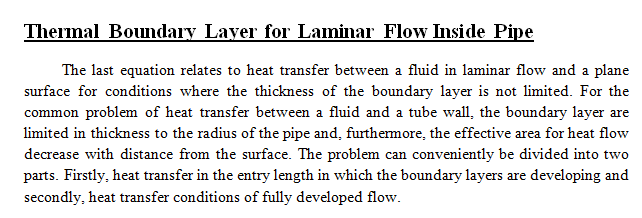 Thermal Boundary Layer for Laminar Flow Inside Pipe
The last equation relates to heat transfer between a fluid in laminar flow and a plane
surface for conditions where the thickness of the boundary layer is not limited. For the
common problem of heat transfer between a fluid and a tube wall, the boundary layer are
limited in thickness to the radius of the pipe and, furthermore, the effective area for heat flow
decrease with distance from the surface. The problem can conveniently be divided into two
parts. Firstly, heat transfer in the entry length in which the boundary layers are developing and
secondly, heat transfer conditions of fully developed flow.